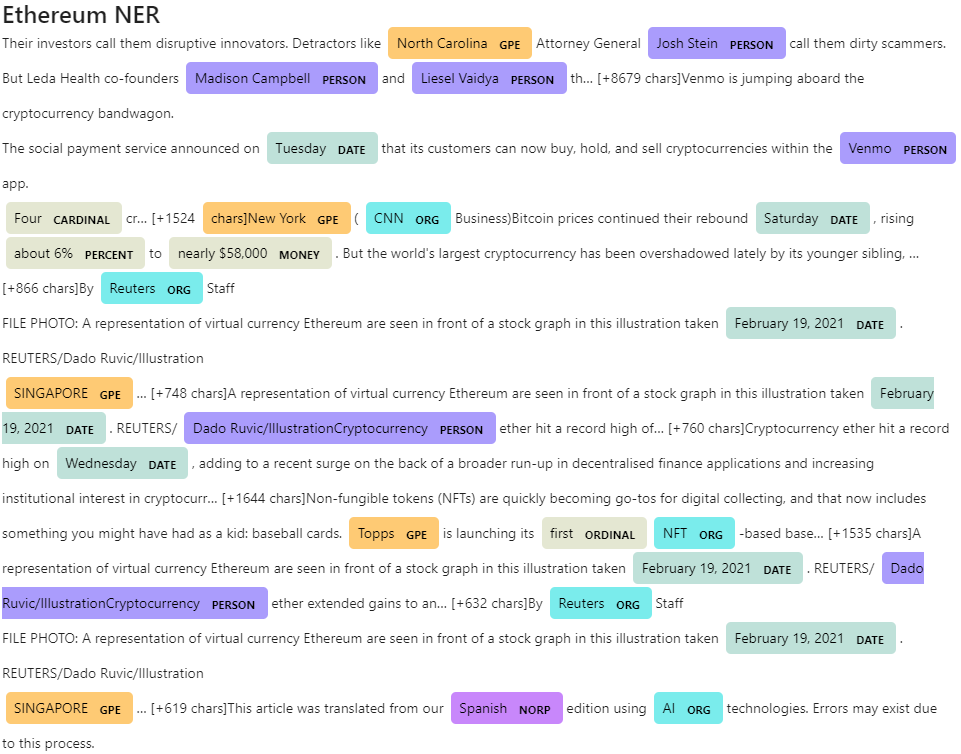 Ethereum NER
Their investors call them disruptive innovators. Detractors like North Carolina GPE Attorney General Josh Stein PERSON call them dirty scammers.
But Leda Health co-founders Madison Campbell PERSON and Liesel Vaidya PERSON th… [+8679 chars]Venmo is jumping aboard the
cryptocurrency bandwagon.
The social payment service announced on Tuesday DATE that its customers can now buy, hold, and sell cryptocurrencies within the Venmo PERSON
app.
Four CARDINAL cr… [+1524 chars]New York GPE ( CNN ORG Business)Bitcoin prices continued their rebound Saturday DATE , rising
about 6% PERCENT to nearly $58,000 MONEY . But the world's largest cryptocurrency has been overshadowed lately by its younger sibling, …
[+866 chars]By Reuters ORG Staff
FILE PHOTO: A representation of virtual currency Ethereum are seen in front of a stock graph in this illustration taken February 19, 2021 DATE .
REUTERS/Dado Ruvic/Illustration
SINGAPORE GPE … [+748 chars]A representation of virtual currency Ethereum are seen in front of a stock graph in this illustration taken February
19, 2021 DATE . REUTERS/ Dado Ruvic/IllustrationCryptocurrency PERSON ether hit a record high of… [+760 chars]Cryptocurrency ether hit a record
high on Wednesday DATE , adding to a recent surge on the back of a broader run-up in decentralised finance applications and increasing
institutional interest in cryptocurr… [+1644 chars]Non-fungible tokens (NFTs) are quickly becoming go-tos for digital collecting, and that now includes
something you might have had as a kid: baseball cards. Topps GPE is launching its first ORDINAL NFT ORG -based base… [+1535 chars]A
representation of virtual currency Ethereum are seen in front of a stock graph in this illustration taken February 19, 2021 DATE . REUTERS/ Dado
Ruvic/IllustrationCryptocurrency PERSON ether extended gains to an… [+632 chars]By Reuters ORG Staff
FILE PHOTO: A representation of virtual currency Ethereum are seen in front of a stock graph in this illustration taken February 19, 2021 DATE .
REUTERS/Dado Ruvic/Illustration
SINGAPORE GPE … [+619 chars]This article was translated from our Spanish NORP edition using AI ORG technologies. Errors may exist due
to this process.